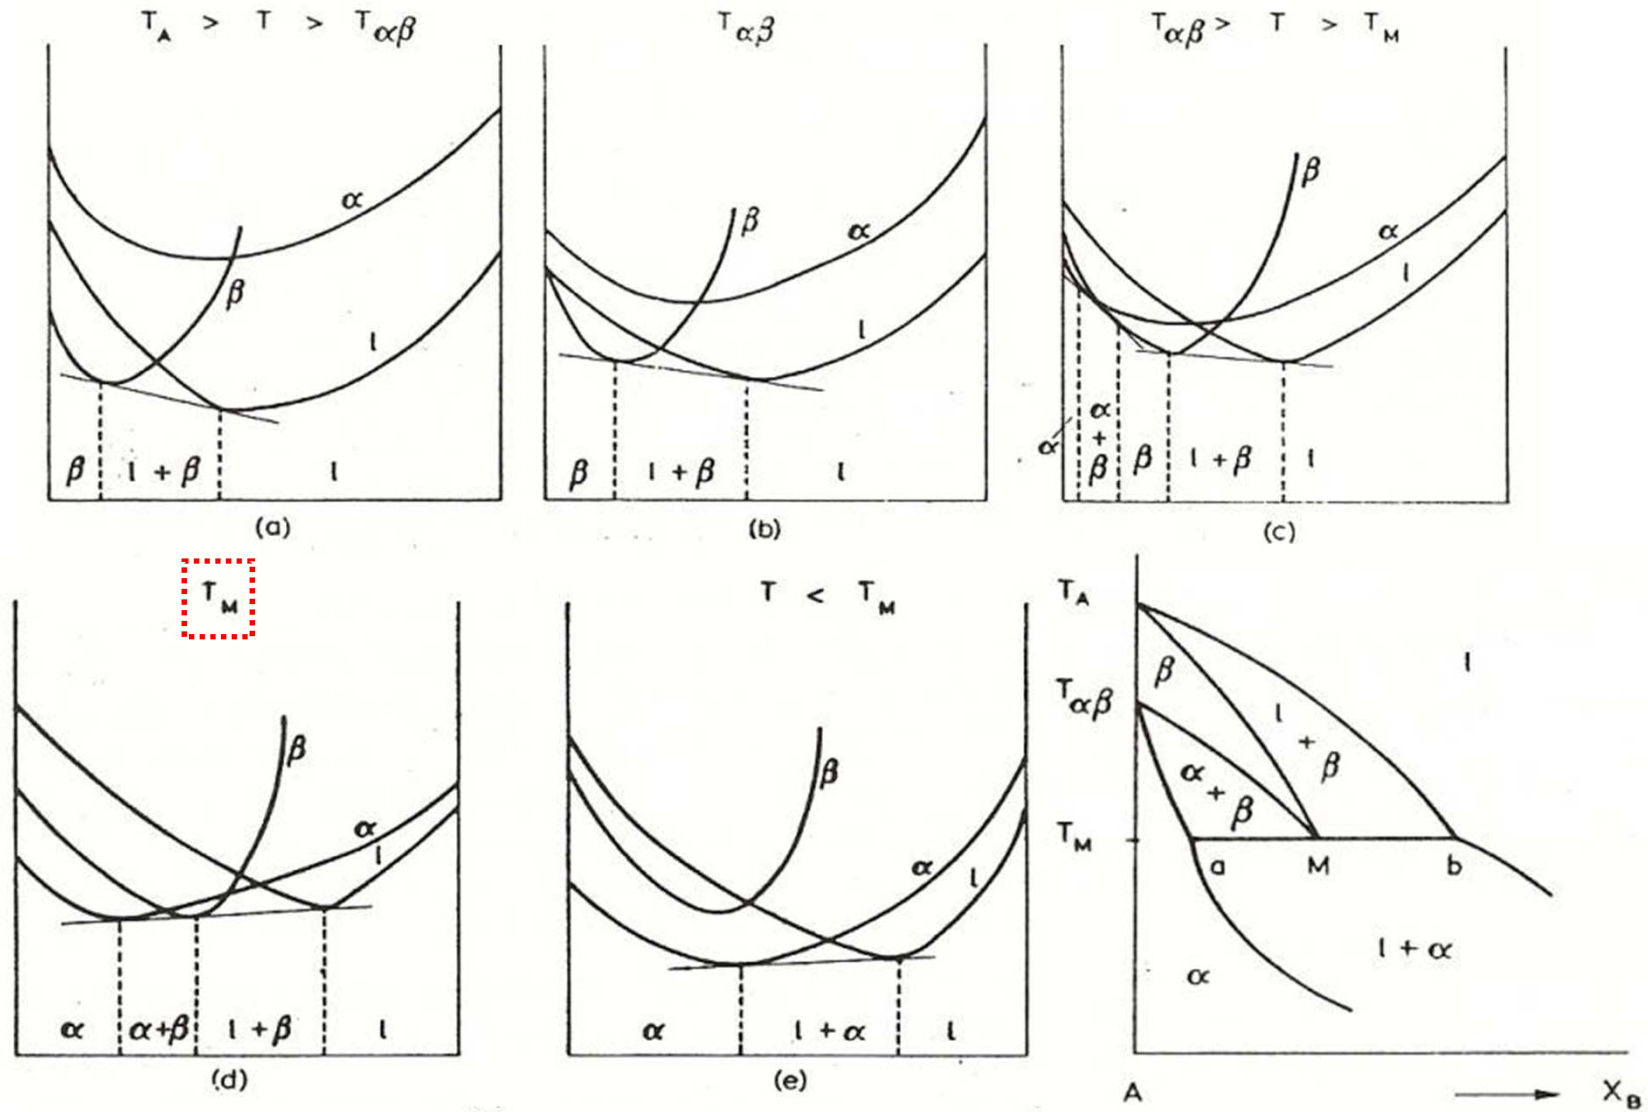 T_A > T > T_αβ
T_αβ
T_αβ > T > T_M
α
β
l
β
l + β
l
(a)
β
α
l
β
l + β
l
(b)
β
α
l
α
α
+
β
β
l + β
l
(c)
T_M
β
α
l
α
α+β
l + β
l
(d)
T < T_M
β
α
l
α
l + α
l
(e)
T_A
l
β
T_αβ
l
+
β
α
+
β
T_M
a
M
b
l + α
α
A
X_B